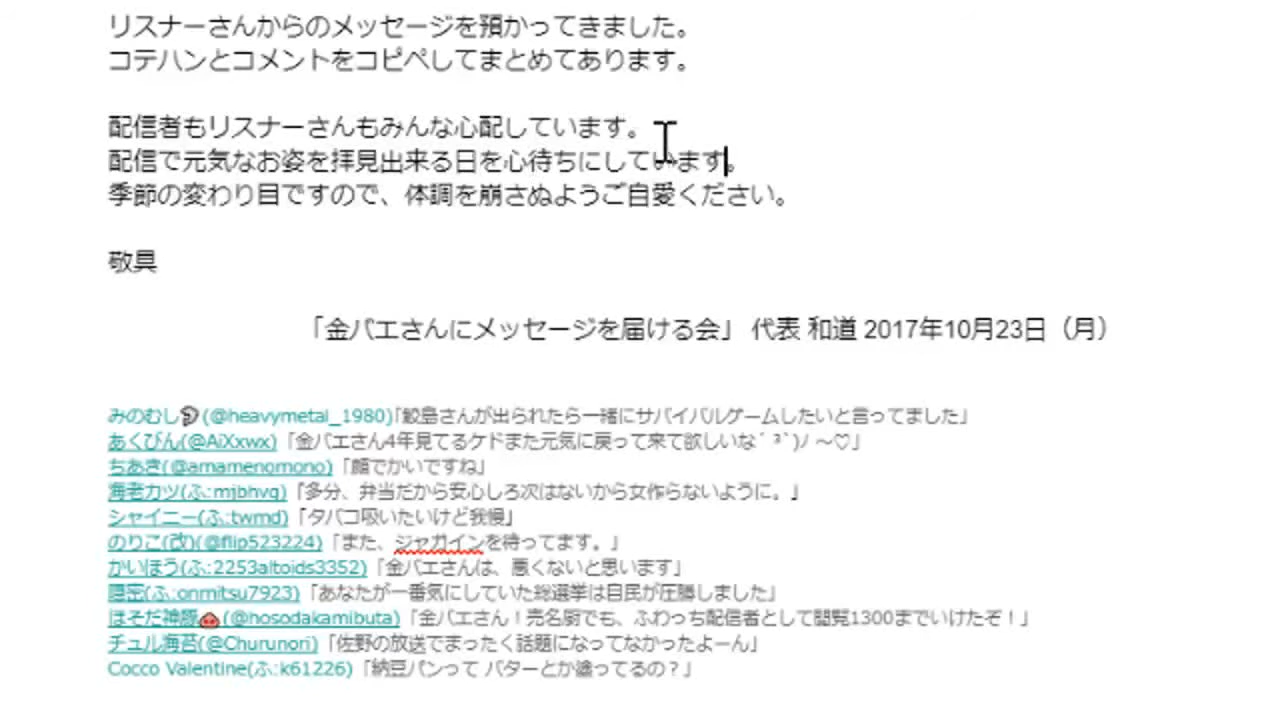 リスナーさんからのメッセージを預かってきました。
コテハンとコメントをコピペしてまとめてあります。
配信者もリスナーさんもみんな心配しています。
配信で元気なお姿を拝見出来る日を心待ちにしています。
季節の変わり目ですので、体調を崩さぬようご自愛ください。
敬具
「金バエさんにメッセージを届ける会」 代表 和道 2017年10月23日（月）
みのむし(@heavymetal_1980)「鮫島さんが出られたら一緒にサバイバルゲームしたいと言ってました」
あくびん(@AiXxwx)「金バエさん4年見てるケドまた元気に戻って来て欲しいな´ ³`)ﾉ ～♡」
ちあき(@amamenomono)「顔でかいですね」
海老カツ(ふ:mjbhvq)「多分、弁当だから安心しろ次はないから女作らないように。」
シャイニー(ふ:twmd)「タバコ吸いたいけど我慢」
のりこ(改)(@flip523224)「また、ジャガインを待ってます。」
かいほう(ふ:2253altoids3352)「金バエさんは、悪くないと思います」
隠密(ふ:onmitsu7923)「あなたが一番気にしていた総選挙は自民が圧勝しました」
ほそだ神豚(@hosodakamibuta)「金バエさん！売名厨でも、ふわっち配信者として閲覧1300までいけたぞ！」
チュル海苔(@Churunori)「佐野の放送でまったく話題になってなかったよーん」
Cocco Valentine(ふ:k61226)「納豆パンって バターとか塗ってるの？」